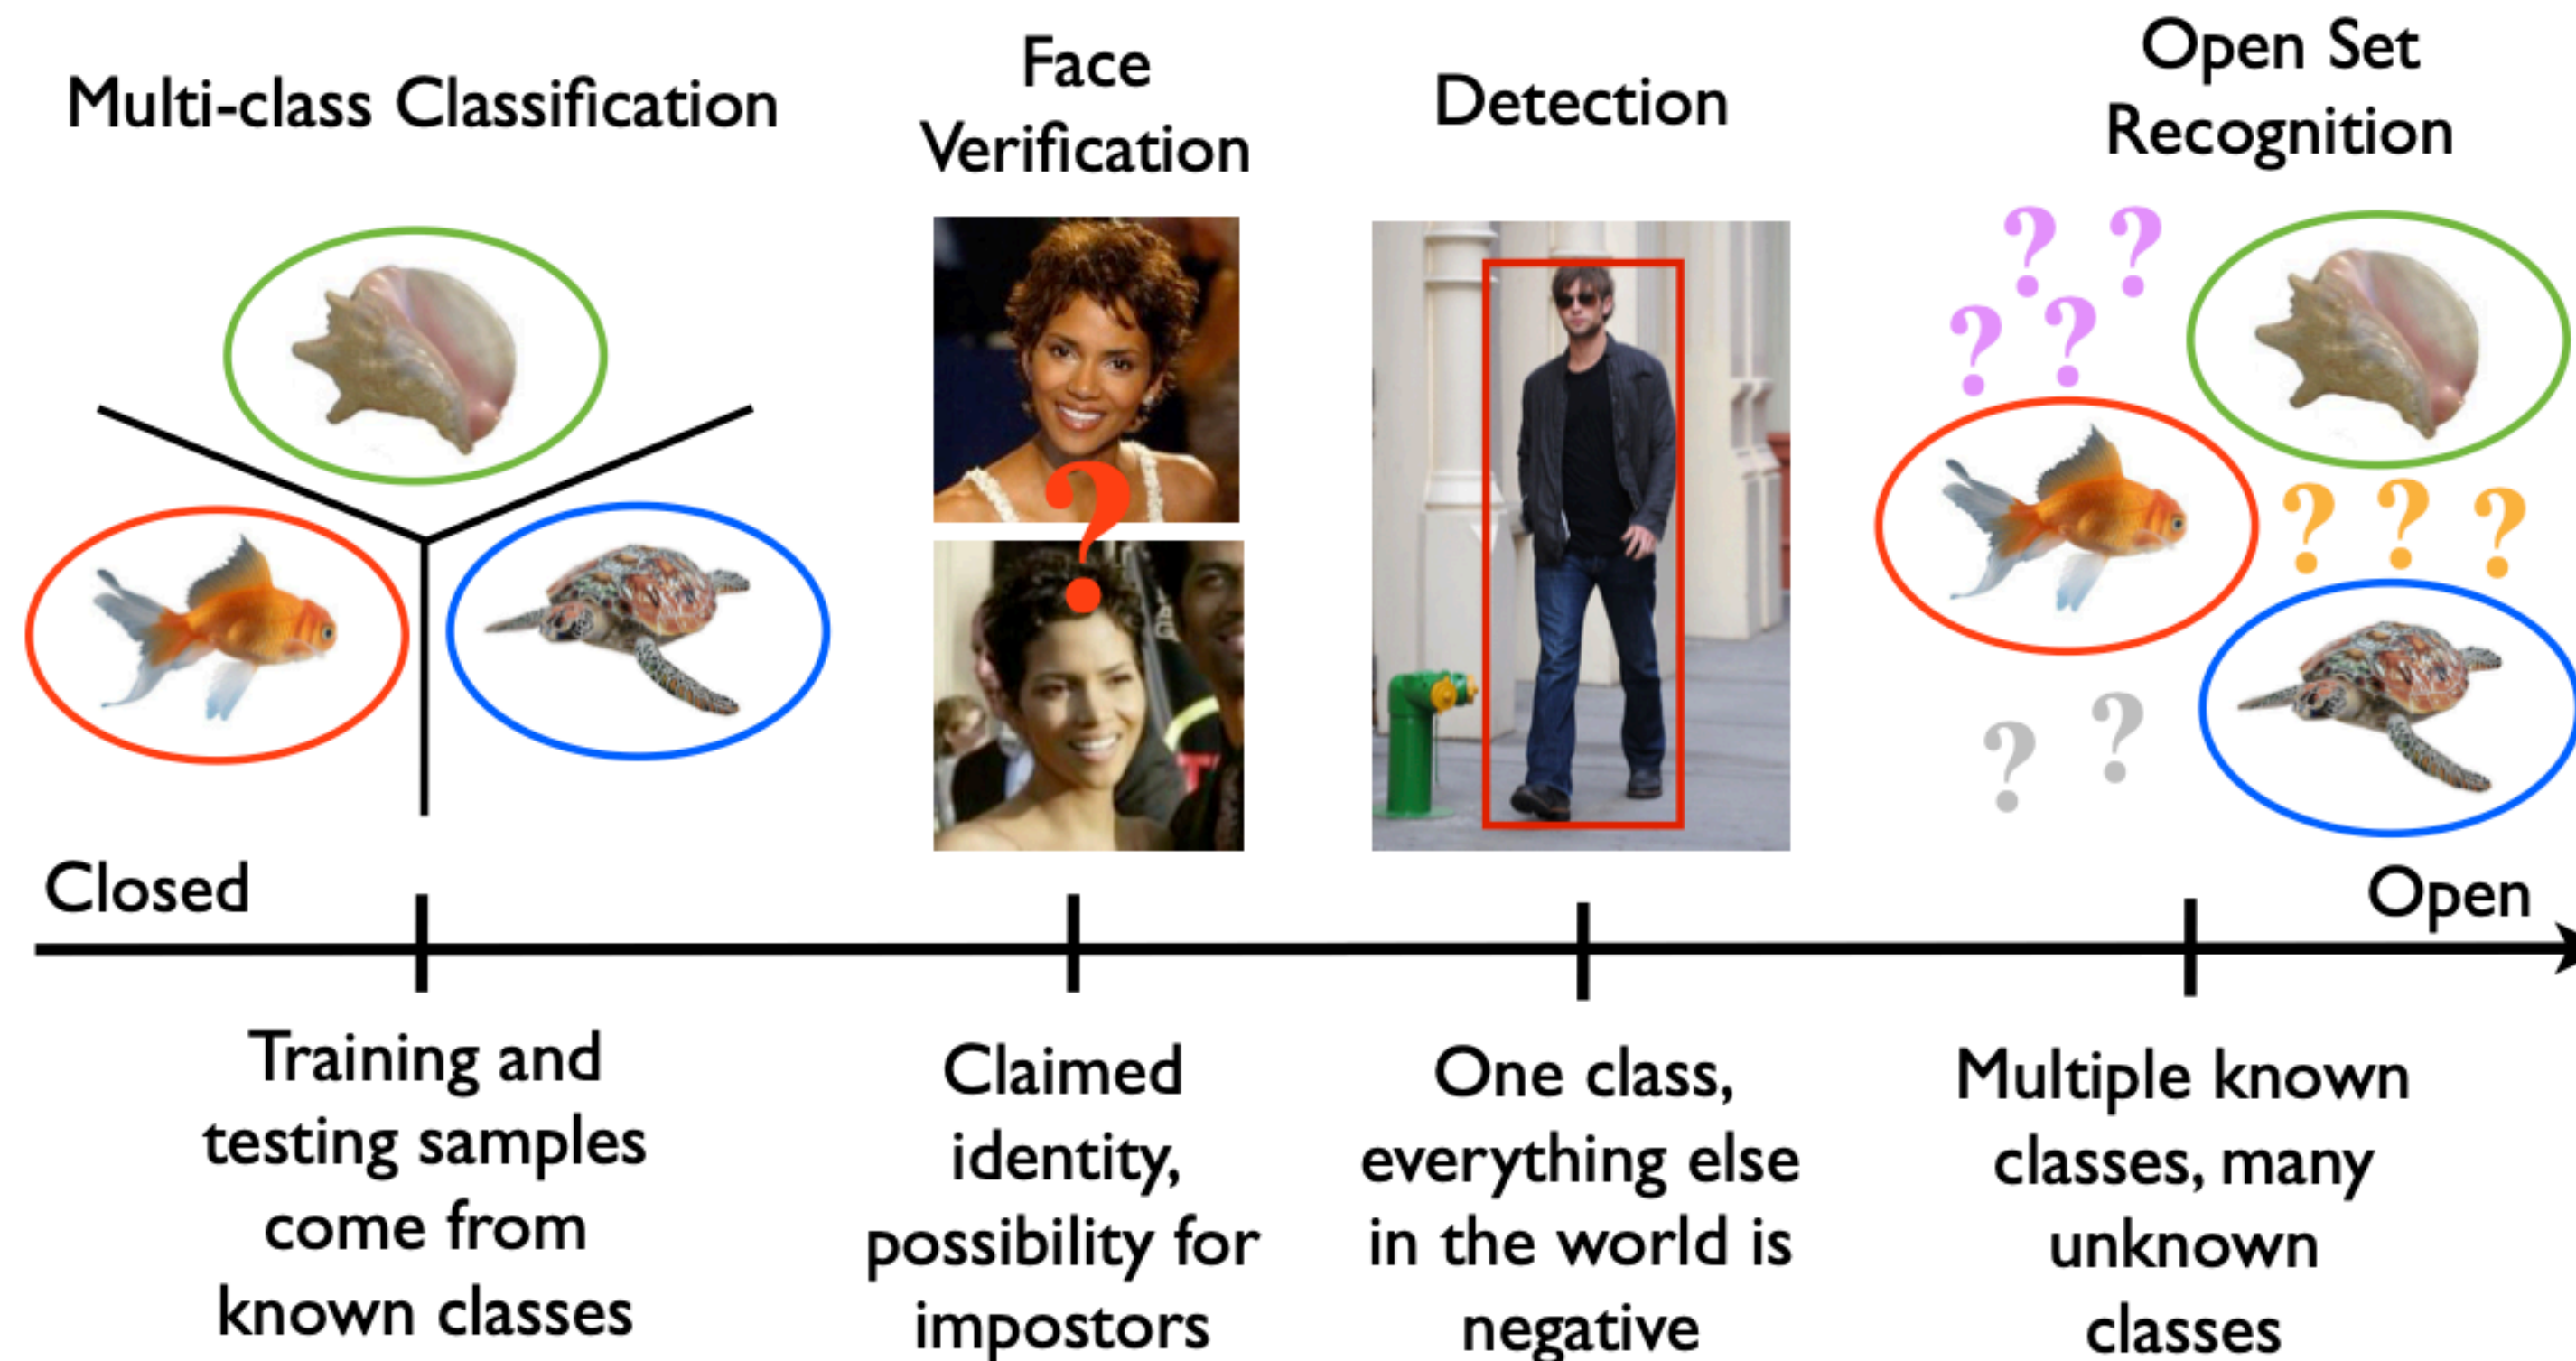 Multi-class Classification
Face
Verification
Detection
Open Set
Recognition
?
? ?
? ?
? ? ?
? ?
Closed
Open
Training and
testing samples
come from
known classes
Claimed
identity,
possibility for
impostors
One class,
everything else
in the world is
negative
Multiple known
classes, many
unknown
classes